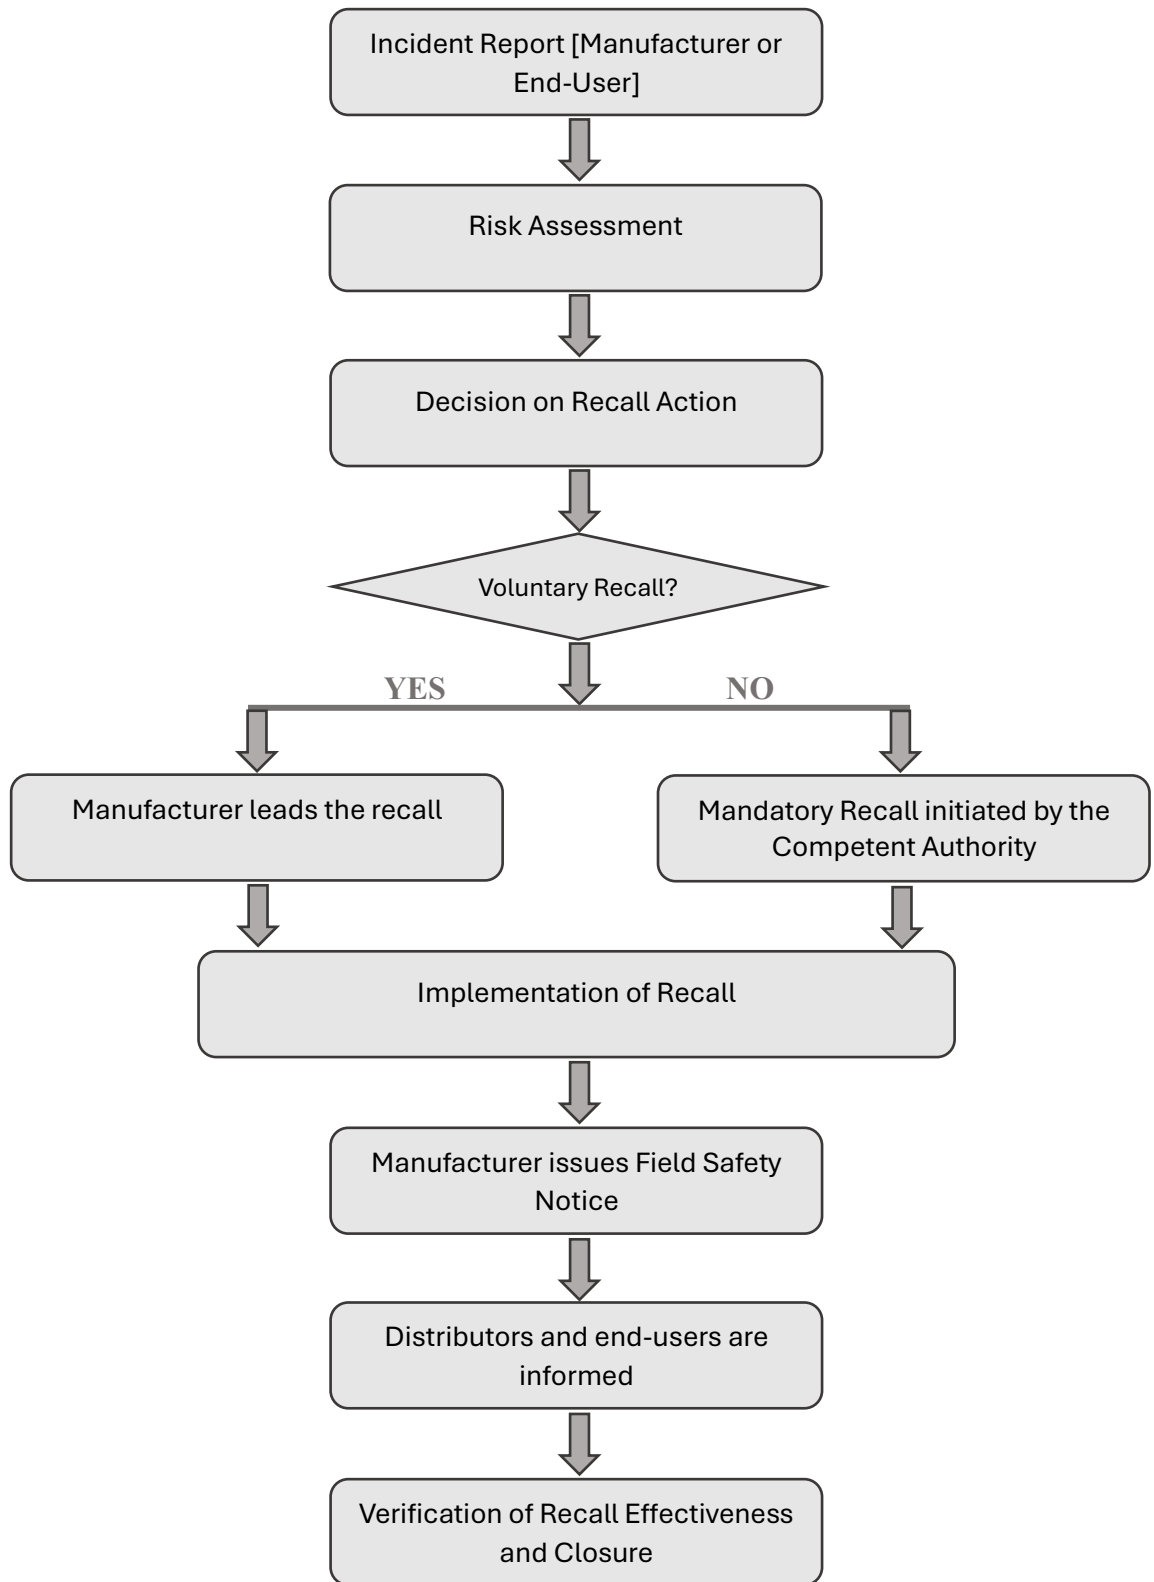 Incident Report [Manufacturer or
End-User]
Risk Assessment
Decision on Recall Action
Voluntary Recall?
YES
NO
Manufacturer leads the recall
Mandatory Recall initiated by the
Competent Authority
Implementation of Recall
Manufacturer issues Field Safety
Notice
Distributors and end-users are
informed
Verification of Recall Effectiveness
and Closure